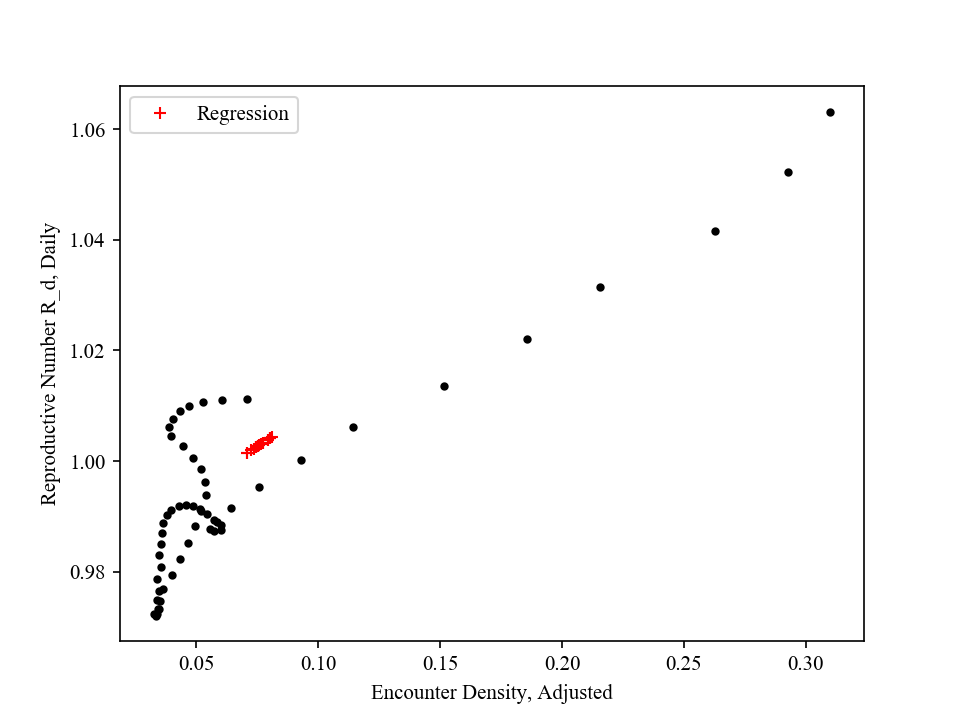 Regression
1.06
1.04
1.02
1.00
0.98
Reproductive Number R_d, Daily
0.05 0.10 0.15 0.20 0.25 0.30
Encounter Density, Adjusted